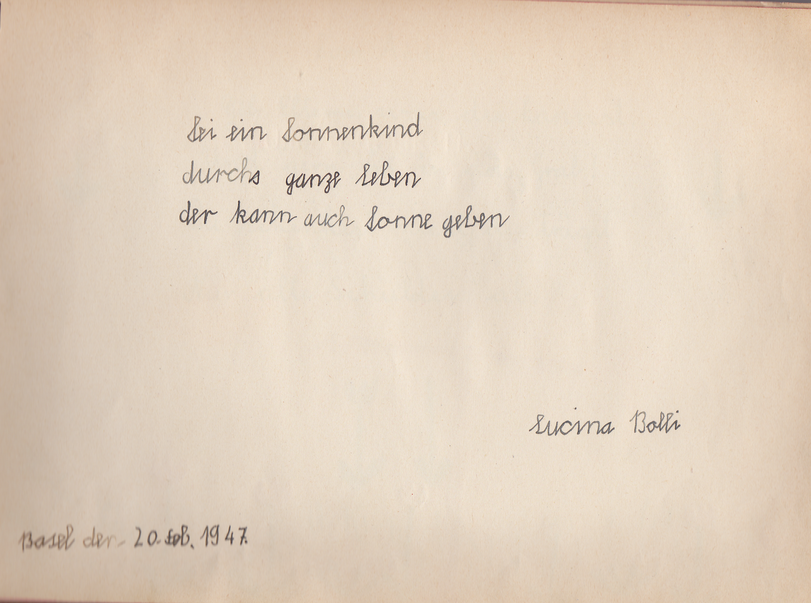 Sei ein Sonnenkind
durchs ganze Leben
der kann auch Sonne geben
Lucina Bolli
Basel den 20. Feb. 1947.